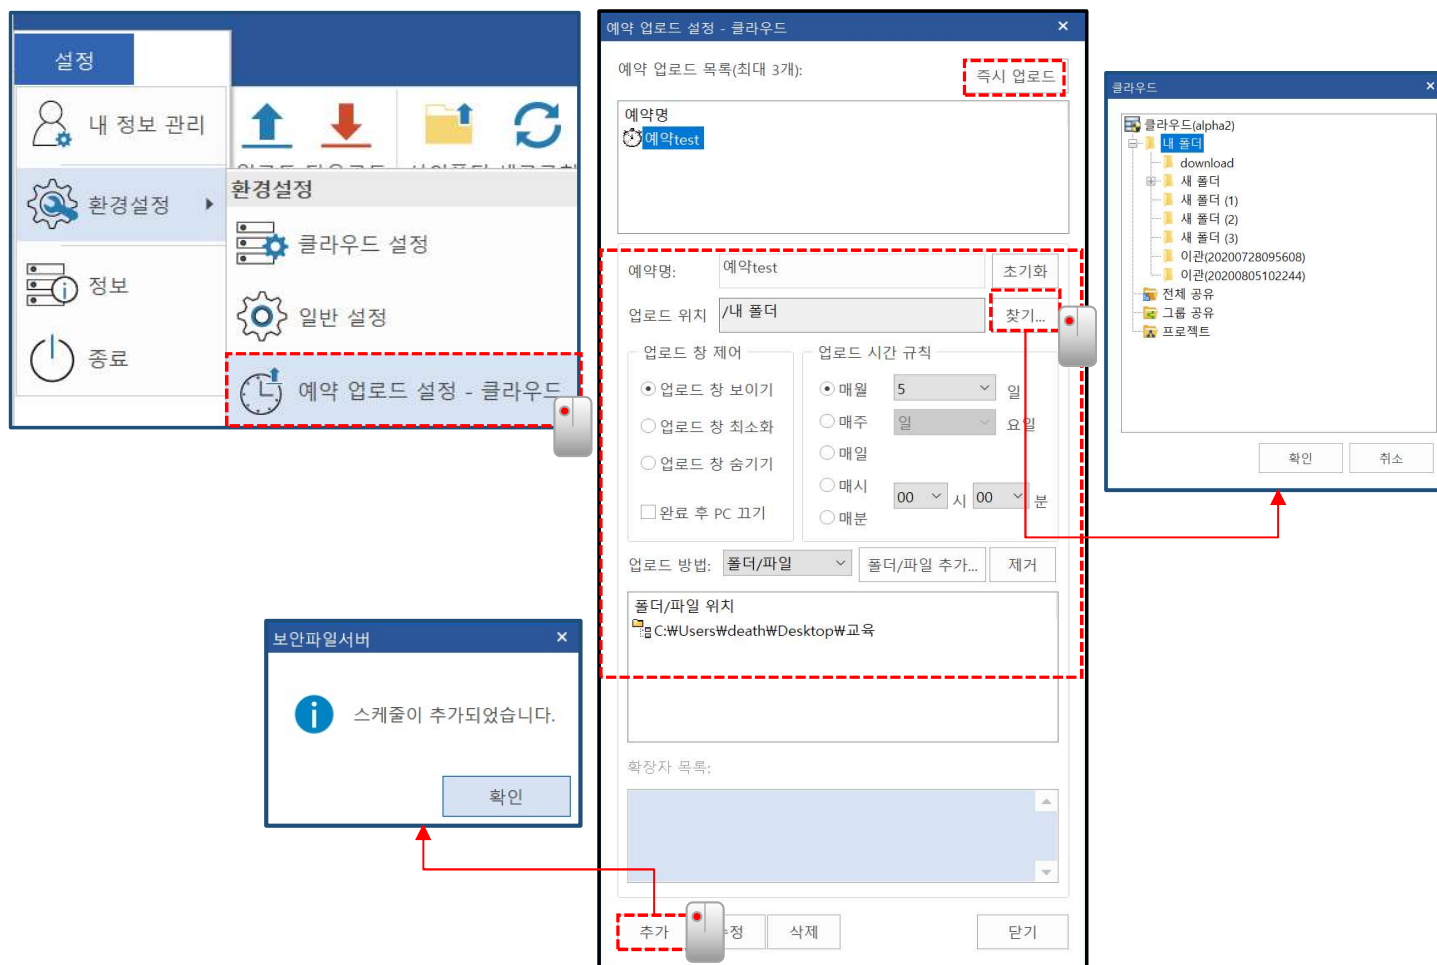 설정
내 정보 관리
환경설정
정보
종료
환경설정
클라우드 설정
일반 설정
예약 업로드 설정 - 클라우드
예약 업로드 설정 - 클라우드
예약 업로드 목록(최대 3개):
즉시 업로드
예약명
예약test
예약명:
예약test
초기화
업로드 위치
/내 폴더
찾기...
업로드 창 제어
업로드 창 보이기
업로드 창 최소화
업로드 창 숨기기
완료 후 PC 끄기
업로드 시간 규칙
매월 5 일
매주 일 요일
매일
매시
00 시 00 분
매분
업로드 방법: 폴더/파일 폴더/파일 추가... 제거
폴더/파일 위치
C:₩Users₩death₩Desktop₩교육
확장자 목록:
추가 삭제 닫기
클라우드
클라우드(alpha2)
내 폴더
download
새 폴더
새 폴더 (1)
새 폴더 (2)
새 폴더 (3)
이관(20200728095608)
이관(20200805102244)
전체 공유
그룹 공유
프로젝트
확인 취소
보안파일서버
스케줄이 추가되었습니다.
확인